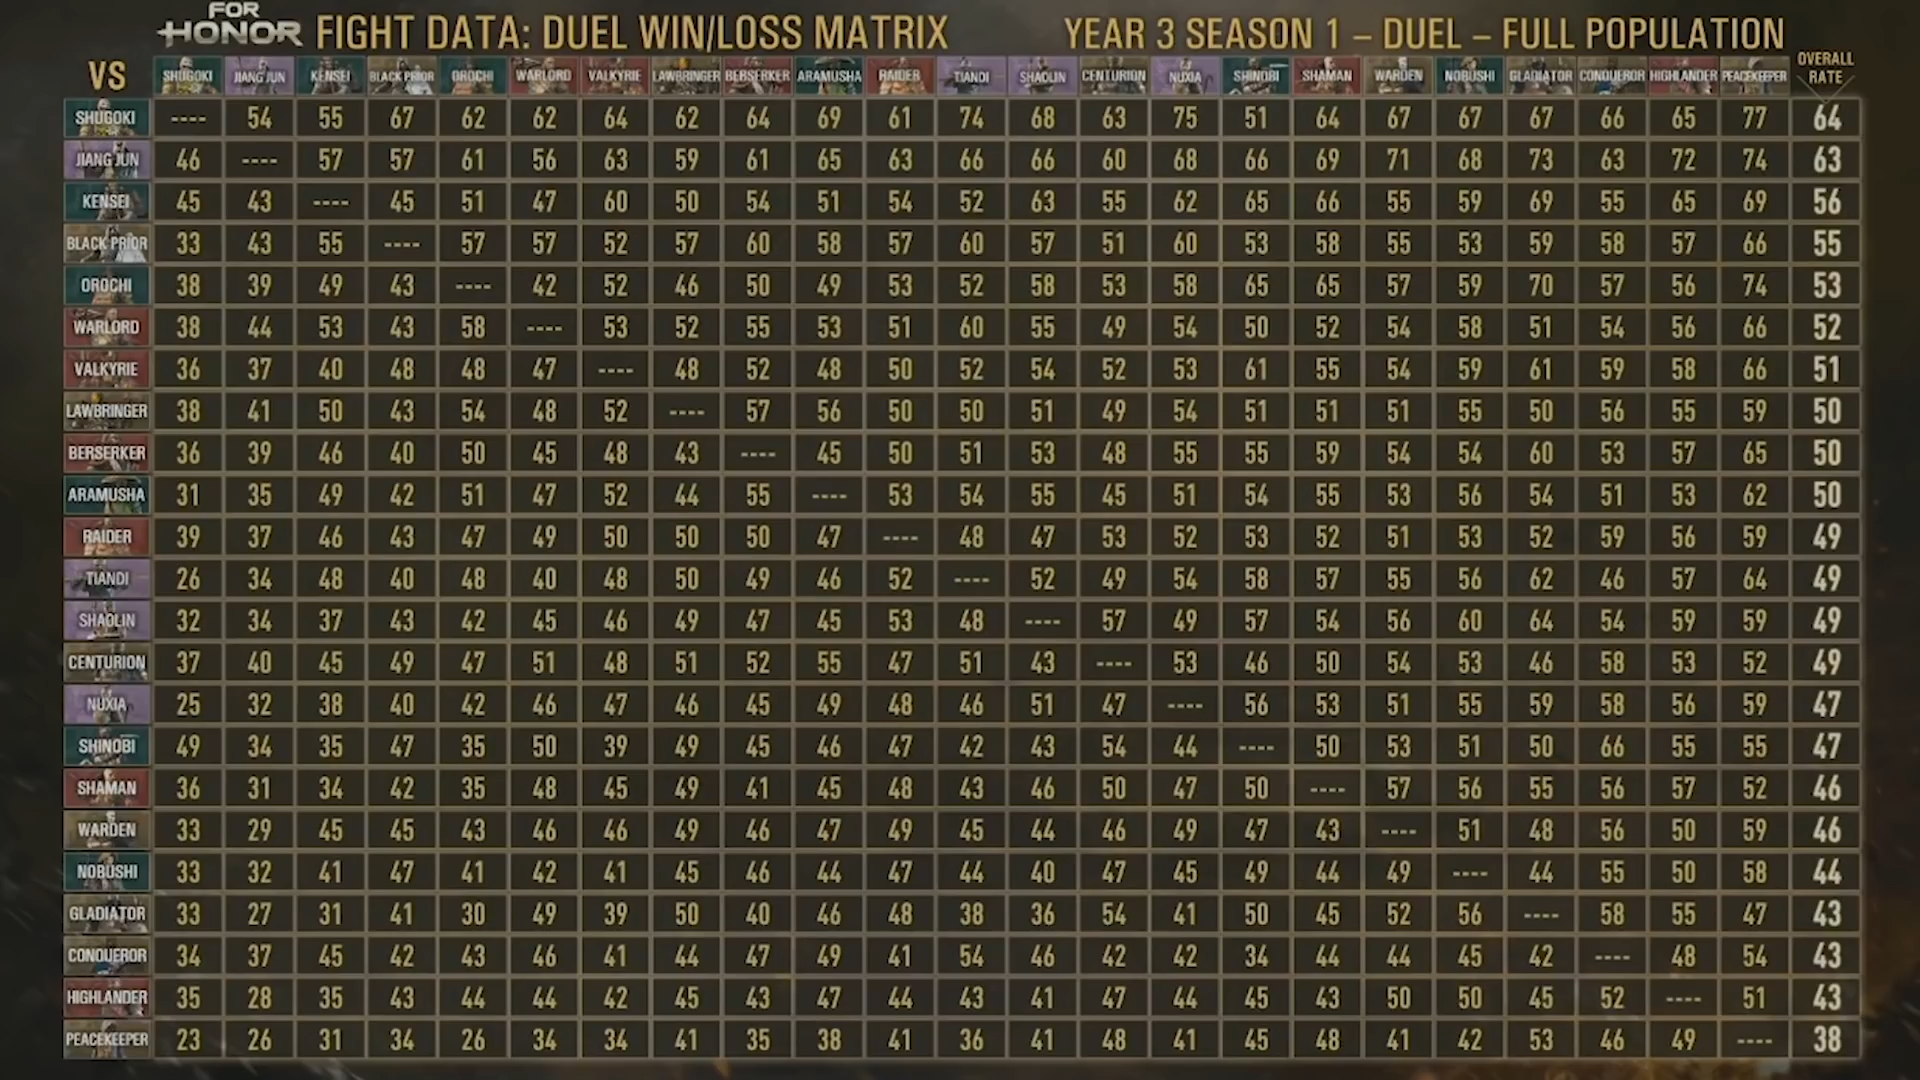 FOR HONOR FIGHT DATA: DUEL WIN/LOSS MATRIX YEAR 3 SEASON 1 – DUEL – FULL POPULATION
VS SHUGOKI JIANG JUN KENSEI BLACK PRIOR OROCHI WARLORD VALKYRIE LAWBRINGER BERSERKER ARAMUSHA RAIDER TIANDI SHAOLIN CENTURION NUXIA SHINOBI SHAMAN WARDEN NOBUSHI GLADIATOR CONQUEROR HIGHLANDER PEACEKEEPER OVERALL RATE
SHUGOKI ---- 54 55 67 62 62 64 62 64 69 61 74 68 63 75 51 64 67 67 67 66 65 77 64
JIANG JUN 46 ---- 57 57 61 56 63 59 61 65 63 66 66 60 68 66 69 71 68 73 63 72 74 63
KENSEI 45 43 ---- 45 51 47 60 50 54 51 54 52 63 55 62 65 66 55 59 69 55 65 69 56
BLACK PRIOR 33 43 55 ---- 57 57 52 57 60 58 57 60 57 51 60 53 58 55 53 59 58 57 66 55
OROCHI 38 39 49 43 ---- 42 52 46 50 49 53 52 58 53 58 65 65 57 59 70 57 56 74 53
WARLORD 38 44 53 43 58 ---- 53 52 55 53 51 60 55 49 54 50 52 54 58 51 54 56 66 52
VALKYRIE 36 37 40 48 48 47 ---- 48 52 48 50 52 54 52 53 61 55 54 59 61 59 58 66 51
LAWBRINGER 38 41 50 43 54 48 52 ---- 57 56 50 50 51 49 54 51 51 51 55 50 56 55 59 50
BERSERKER 36 39 46 40 50 45 48 43 ---- 45 50 51 53 48 55 55 59 54 54 60 53 57 65 50
ARAMUSHA 31 35 49 42 51 47 52 44 55 ---- 53 54 55 45 51 54 55 53 56 54 51 53 62 50
RAIDER 39 37 46 43 47 49 50 50 50 47 ---- 48 47 53 52 53 52 51 53 52 59 56 59 49
TIANDI 26 34 48 40 48 40 48 50 49 46 52 ---- 52 49 54 58 57 55 56 62 46 57 64 49
SHAOLIN 32 34 37 43 42 45 46 49 47 45 53 48 ---- 57 49 57 54 56 60 64 54 59 59 49
CENTURION 37 40 45 49 47 51 48 51 52 55 47 51 43 ---- 53 46 50 54 53 46 58 53 52 49
NUXIA 25 32 38 40 42 46 47 46 45 49 48 46 51 47 ---- 56 53 51 55 59 58 56 59 47
SHINOBI 49 34 35 47 35 50 39 49 45 46 47 42 43 54 44 ---- 50 53 51 50 66 55 55 47
SHAMAN 36 31 34 42 35 48 45 49 41 45 48 43 46 50 47 50 ---- 57 56 55 56 57 52 46
WARDEN 33 29 45 45 43 46 46 49 46 47 49 45 44 46 49 47 43 ---- 51 48 56 50 59 46
NOBUSHI 33 32 41 47 41 42 41 45 46 44 47 44 40 47 45 49 44 49 ---- 44 55 50 58 44
GLADIATOR 33 27 31 41 30 49 39 50 40 46 48 38 36 54 41 50 45 52 56 ---- 58 55 47 43
CONQUEROR 34 37 45 42 43 46 41 44 47 49 41 54 46 42 42 34 44 44 45 42 ---- 48 54 43
HIGHLANDER 35 28 35 43 44 44 42 45 43 47 44 43 41 47 44 45 43 50 50 45 52 ---- 51 43
PEACEKEEPER 23 26 31 34 26 34 34 41 35 38 41 36 41 48 41 45 48 41 42 53 46 49 ---- 38